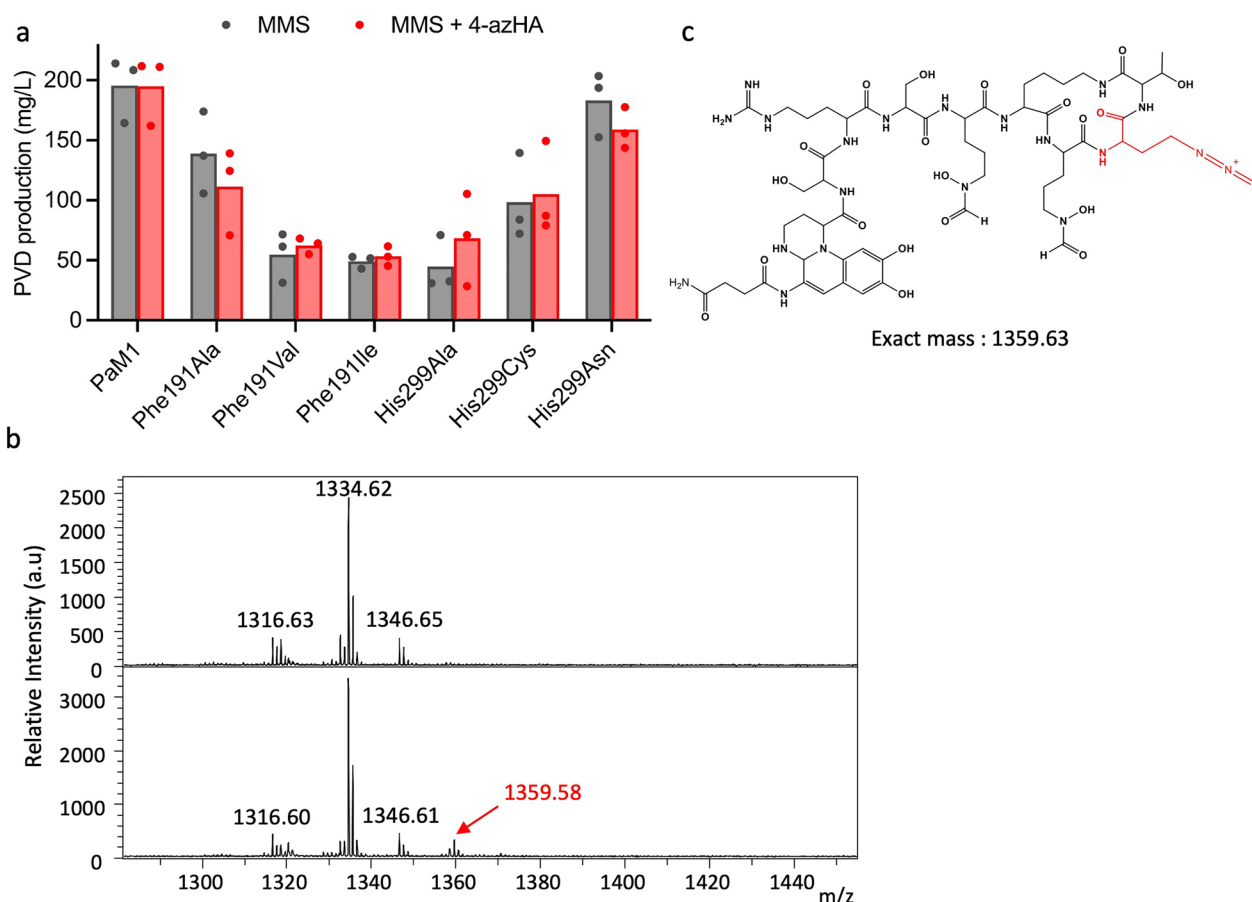 a
MMS
MMS + 4-azHA
PVD production (mg/L)
200
150
100
50
0
PaM1
Phe191Ala
Phe191Val
Phe191Ile
His299Ala
His299Cys
His299Asn
c
O
NH
OH
H₂N
N
H
O
NH
O
HO
NH
O
HN
N
OH
OH
H₂N
O
O
N
H
O
N
H
O
H
N
O
HO
N
O
H
N
H
O
HN
O
N
H
O
OH
NH
O
N
H
O
N
OH
H
O
N
N
+
Exact mass : 1359.63
b
Relative Intensity (a.u)
2500
2000
1500
1000
500
0
1334.62
1316.63
1346.65
3000
2000
1000
0
1316.60
1346.61
1359.58
1300
1320
1340
1360
1380
1400
1420
1440
m/z